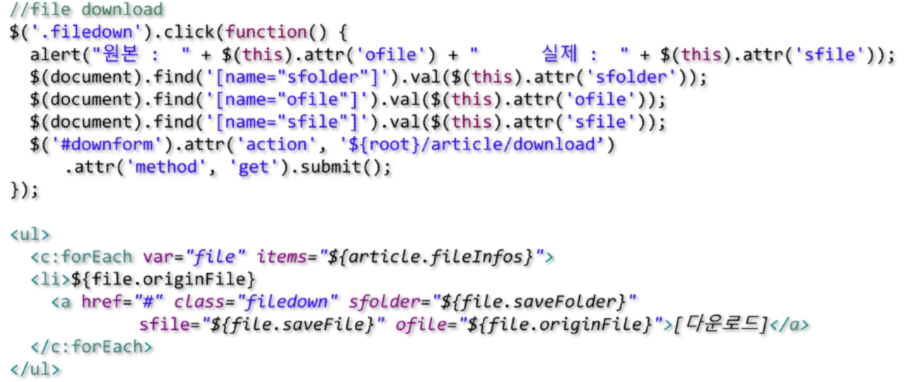 //file download
$('.filedown').click(function() {
  alert("원본 :  " + $(this).attr('ofile') + "      실제 :  " + $(this).attr('sfile'));
  $(document).find('[name="sfolder"]').val($(this).attr('sfolder'));
  $(document).find('[name="ofile"]').val($(this).attr('ofile'));
  $(document).find('[name="sfile"]').val($(this).attr('sfile'));
  $('#downform').attr('action', '${root}/article/download’)
     .attr('method', 'get').submit();
});
<ul>
  <c:forEach var="file" items="${article.fileInfos}">
  <li>${file.originFile}
    <a href="#" class="filedown" sfolder="${file.saveFolder}"
            sfile="${file.saveFile}" ofile="${file.originFile}">[다운로드]</a>
  </c:forEach>
</ul>